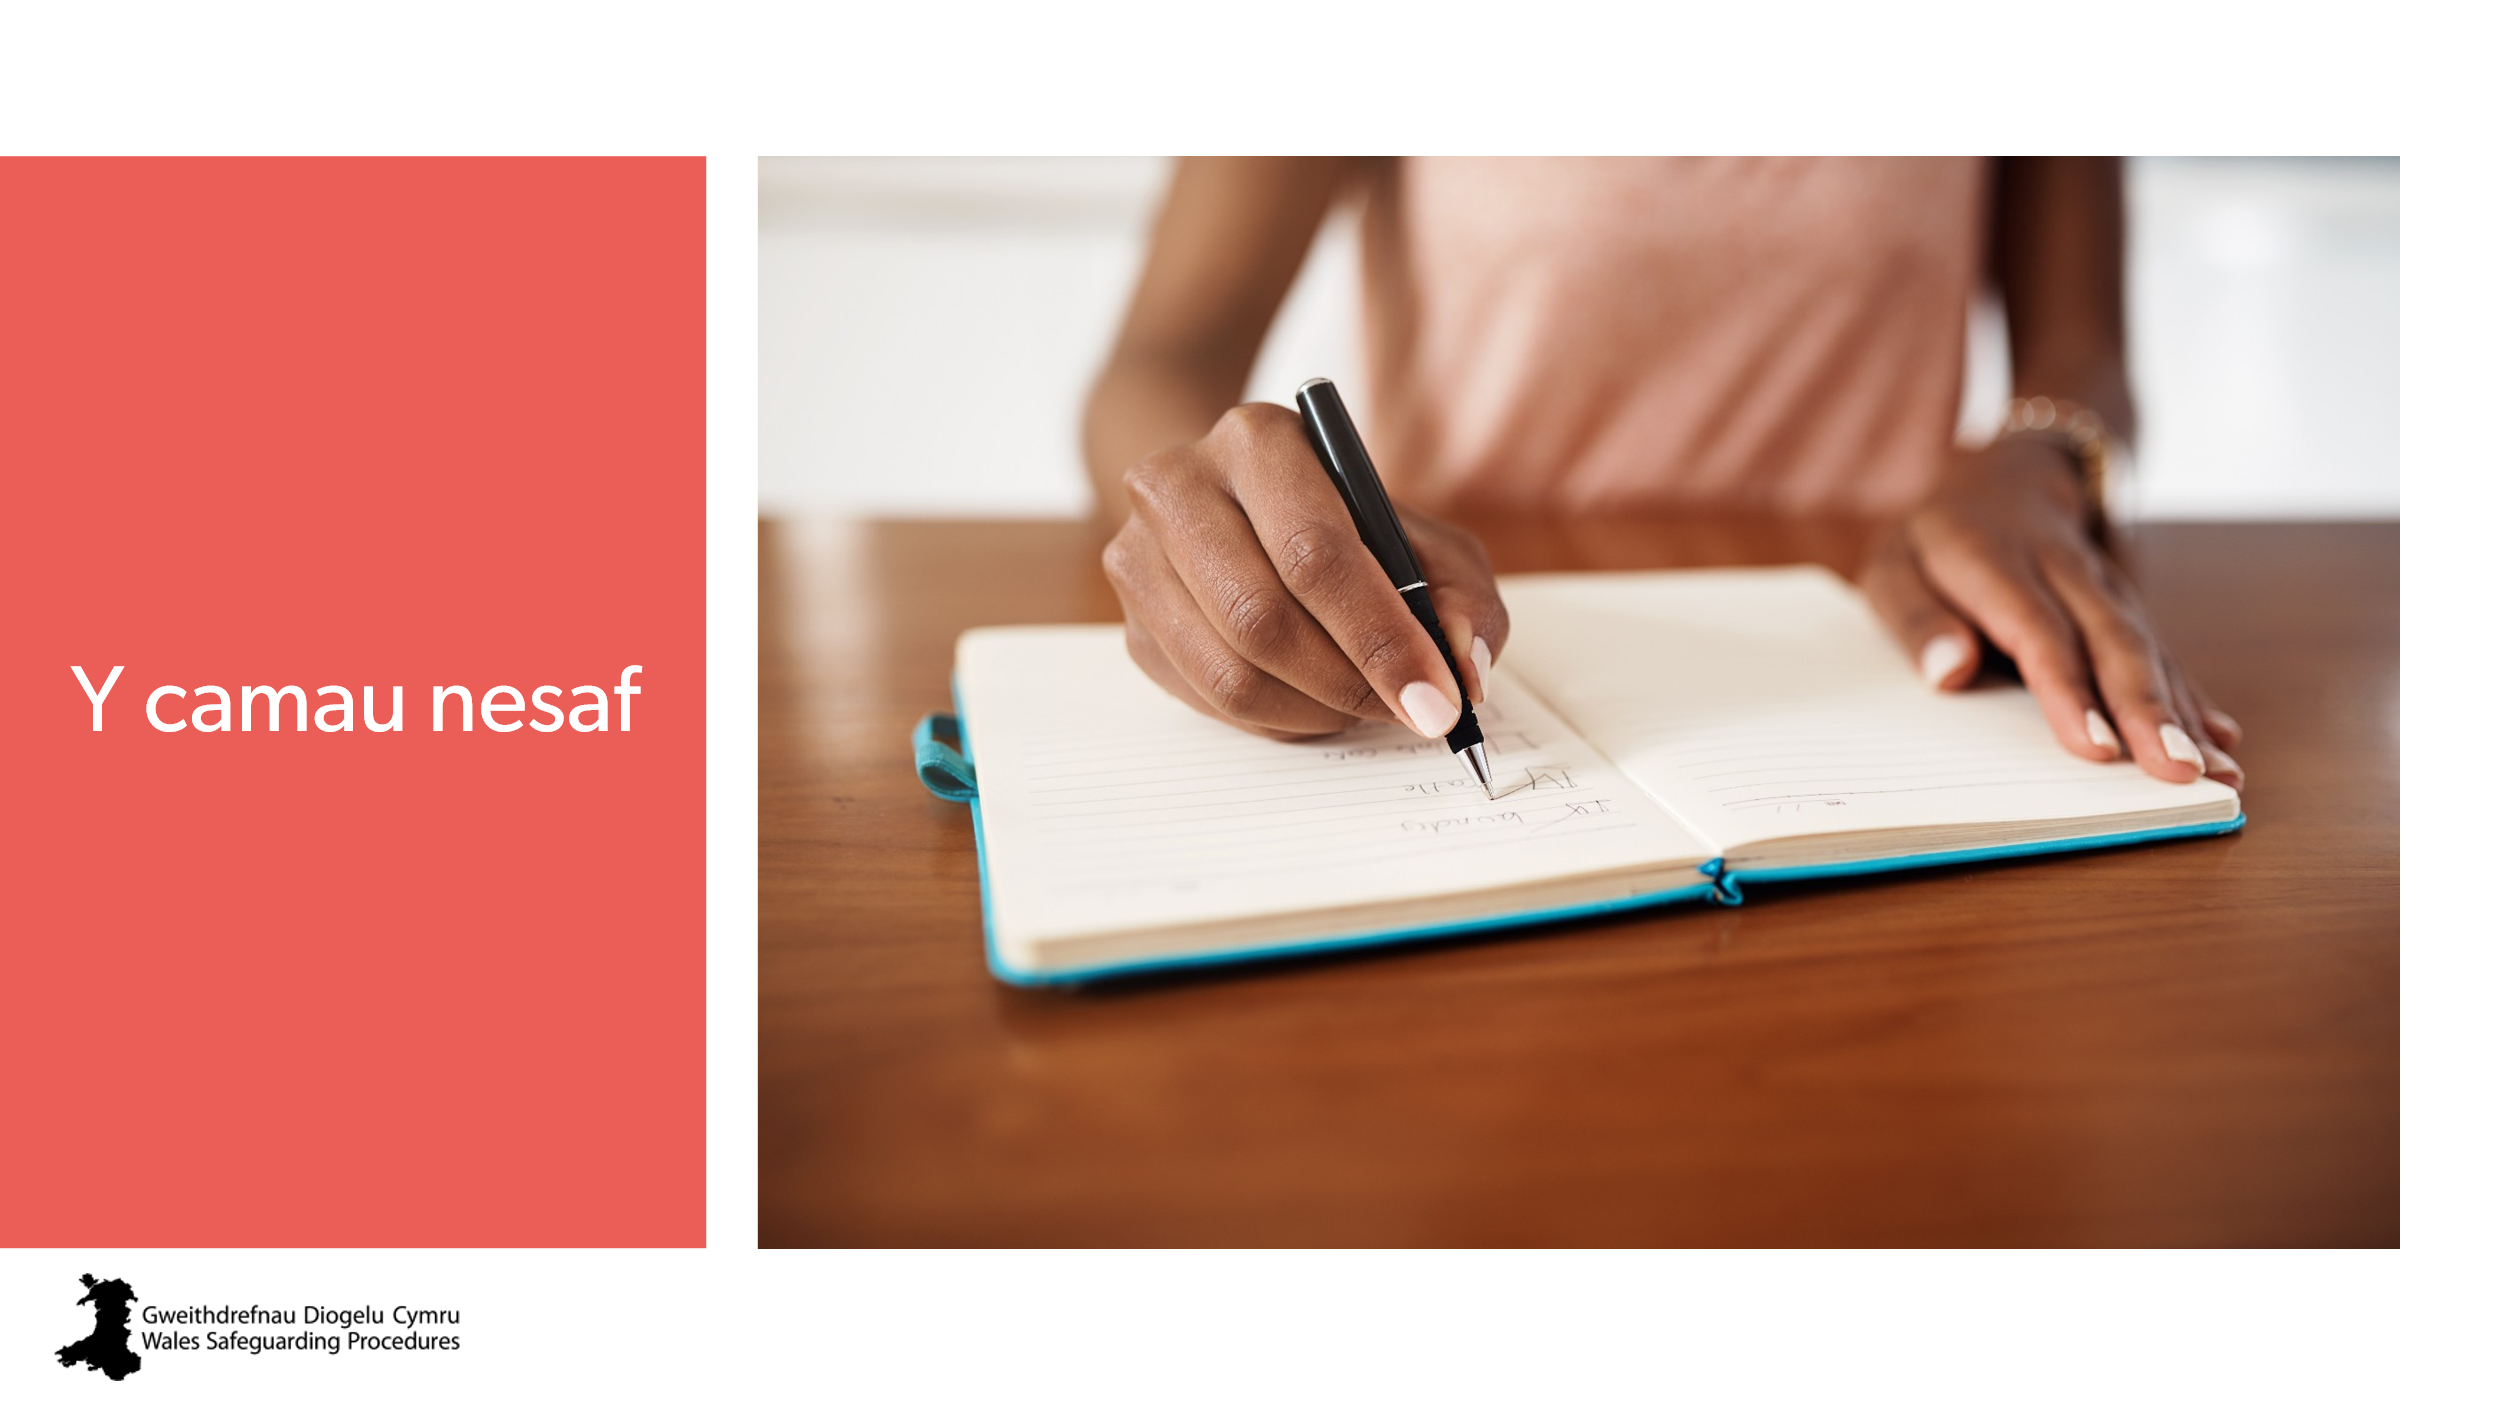 Y camau nesaf
Gweithdrefnau Diogelu Cymru
Wales Safeguarding Procedures